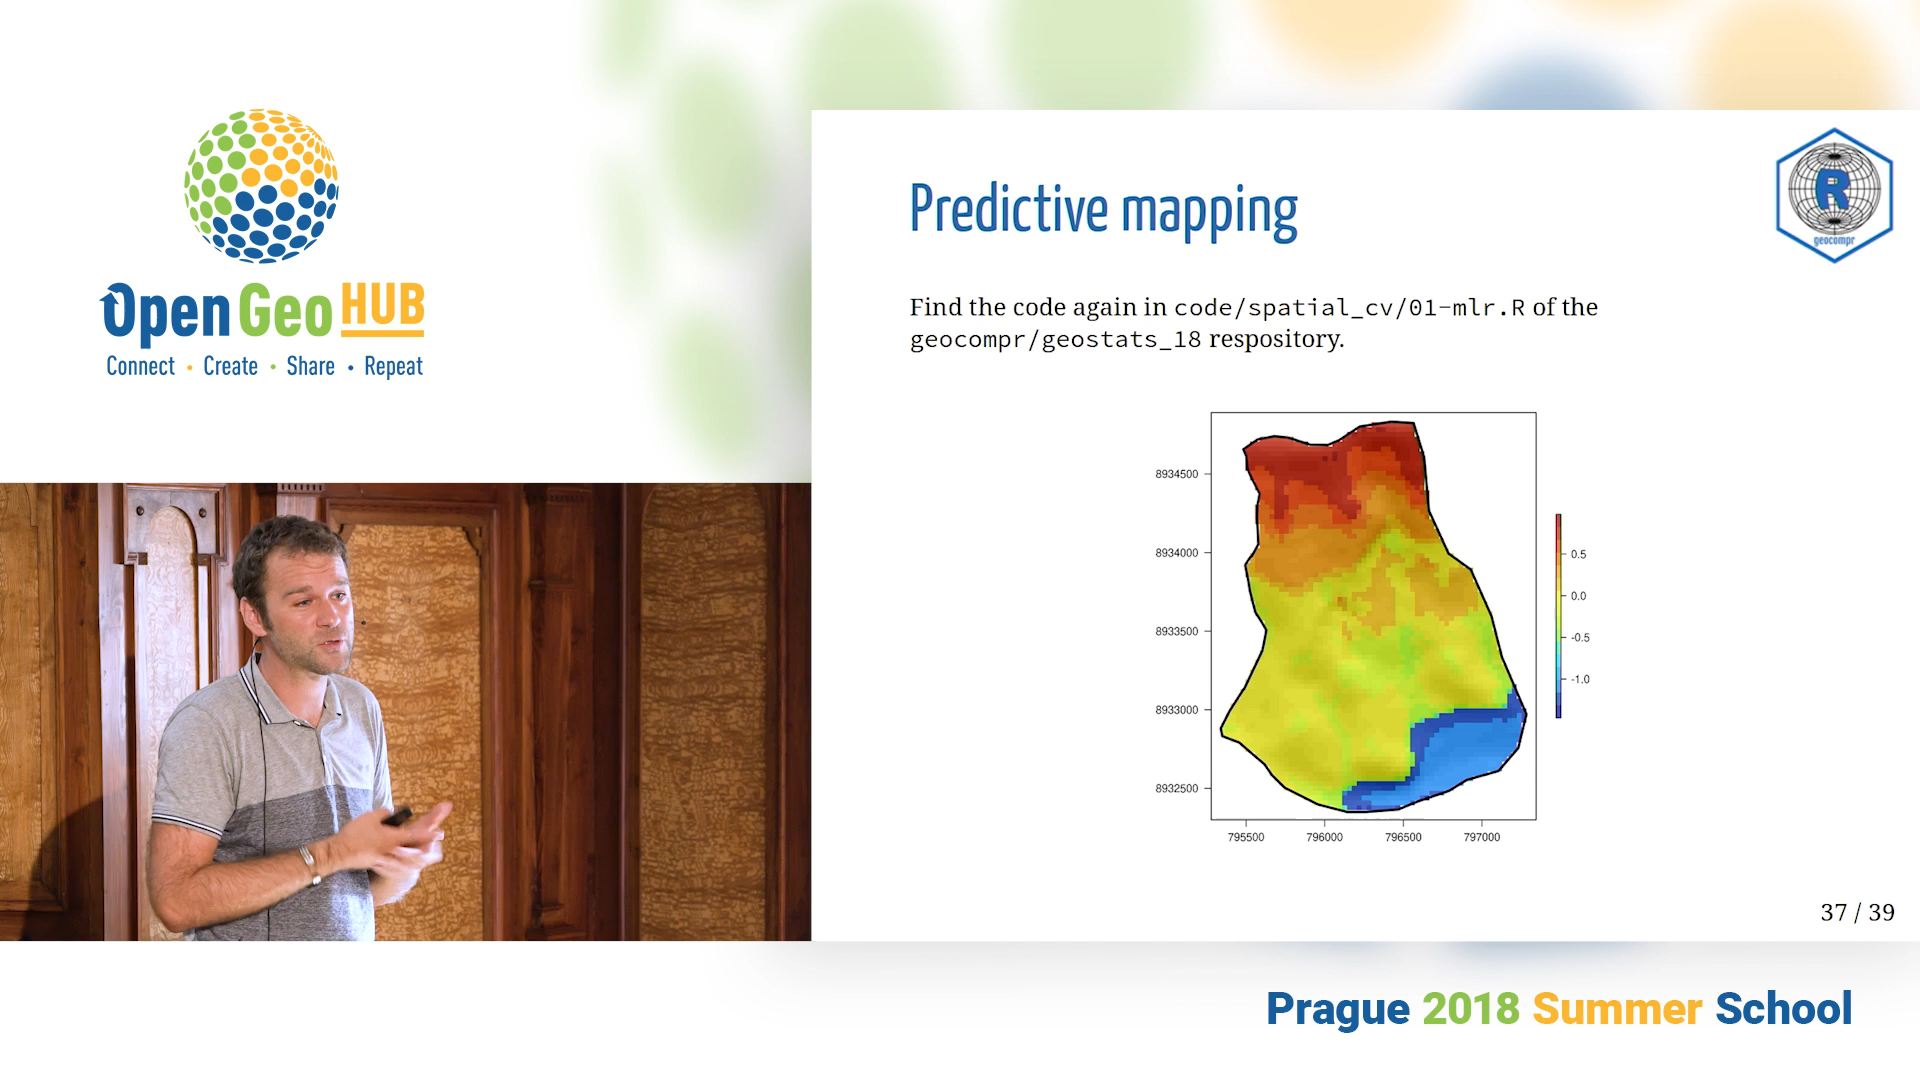 Open Geo HUB
Connect • Create • Share • Repeat
Predictive mapping
geocompr
Find the code again in code/spatial_cv/01-mlr.R of the
geocompr/geostats_18 respository.
8934500
8934000
8933500
8933000
8932500
795500 796000 796500 797000
0.5
0.0
-0.5
-1.0
37 / 39
Prague 2018 Summer School